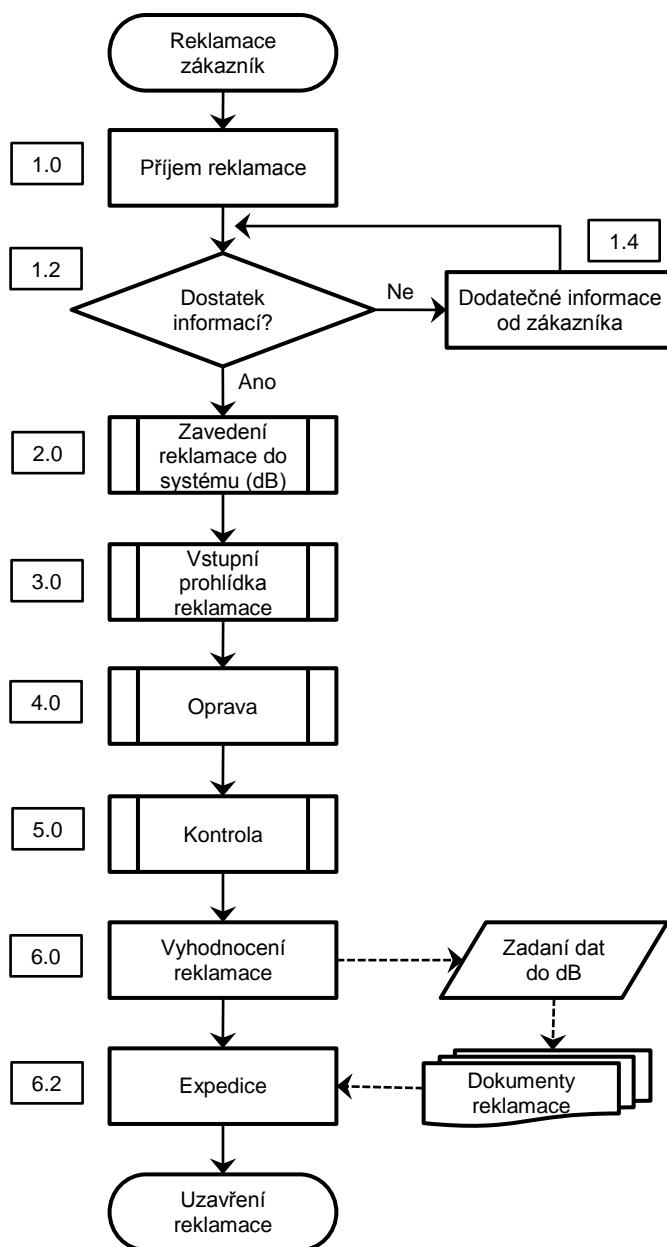 Reklamace
zákazník
1.0
Příjem reklamace
1.4
1.2
Dostatek
informací?
Ne
Dodatečné informace
od zákazníka
Ano
2.0
Zavedení
reklamace do
systému (dB)
3.0
Vstupní
prohlídka
reklamace
4.0
Oprava
5.0
Kontrola
6.0
Vyhodnocení
reklamace
Zadaní dat
do dB
6.2
Expedice
Dokumenty
reklamace
Uzavření
reklamace